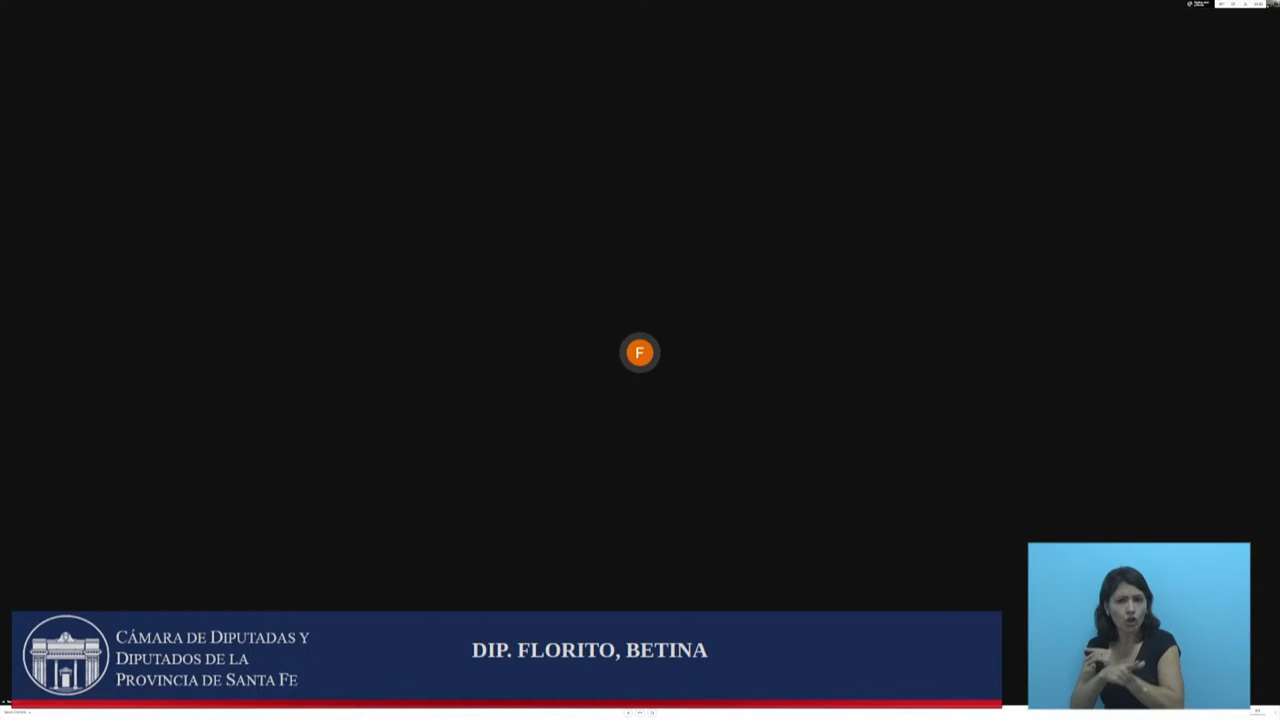 F
CÁMARA DE DIPUTADAS Y
DIPUTADOS DE LA
PROVINCIA DE SANTA FE
DIP. FLORITO, BETINA